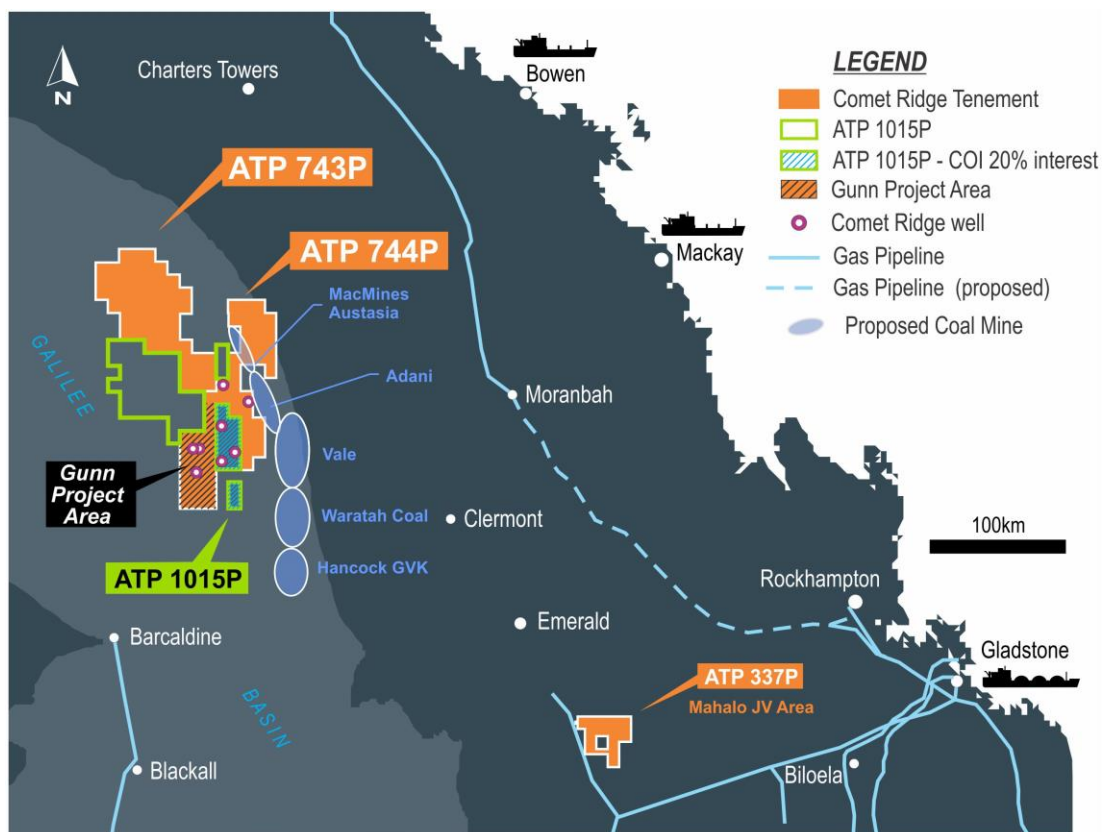 LEGEND
Comet Ridge Tenement
ATP 1015P
ATP 1015P - COI 20% interest
Gunn Project Area
Comet Ridge well
Gas Pipeline
Gas Pipeline (proposed)
Proposed Coal Mine
N
Charters Towers
Bowen
ATP 743P
ATP 744P
Mackay
MacMines
Austasia
GALILEE
Adani
Moranbah
Vale
Gunn
Project
Area
Waratah Coal
Clermont
100km
Hancock GVK
ATP 1015P
Rockhampton
Barcaldine
Emerald
Gladstone
ATP 337P
Mahalo JV Area
BASIN
Blackall
Biloela